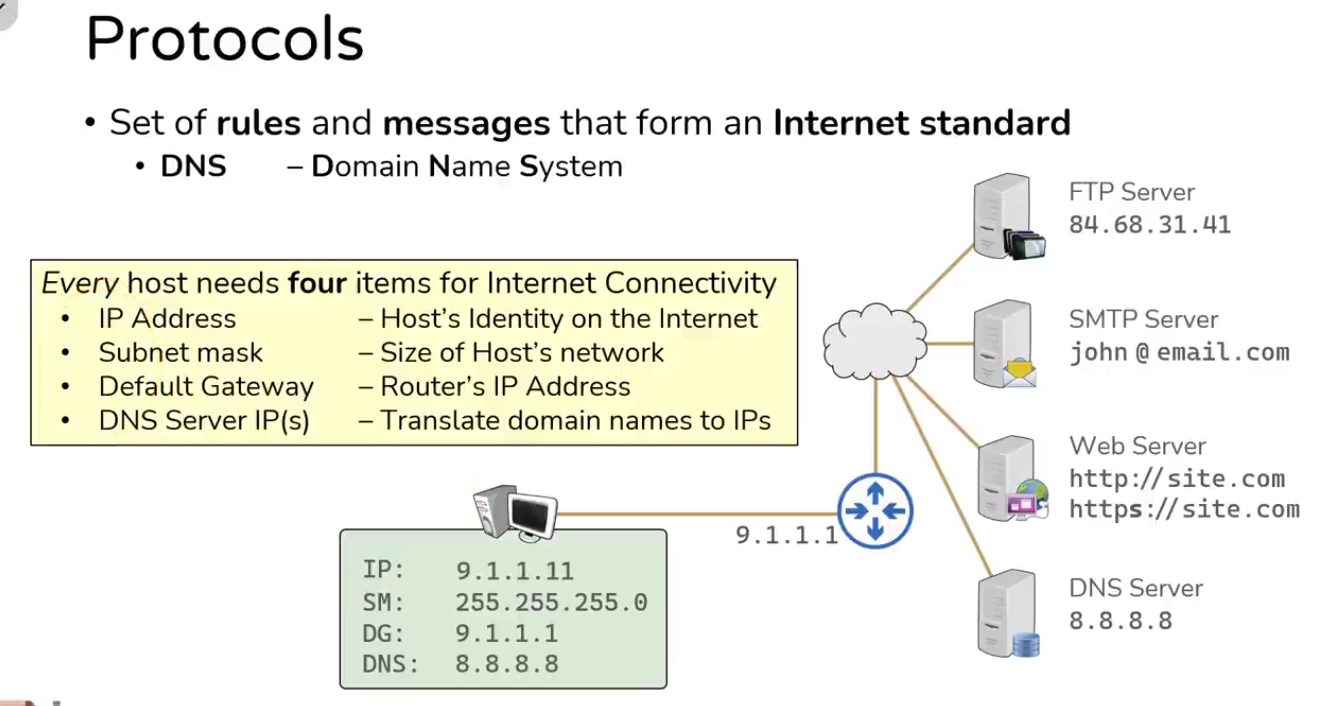 Protocols
• Set of rules and messages that form an Internet standard
• DNS – Domain Name System
Every host needs four items for Internet Connectivity
• IP Address – Host's Identity on the Internet
• Subnet mask – Size of Host's network
• Default Gateway – Router's IP Address
• DNS Server IP(s) – Translate domain names to IPs
FTP Server
84.68.31.41
SMTP Server
john @ email.com
Web Server
http://site.com
https://site.com
DNS Server
8.8.8.8
9.1.1.1
IP: 9.1.1.11
SM: 255.255.255.0
DG: 9.1.1.1
DNS: 8.8.8.8